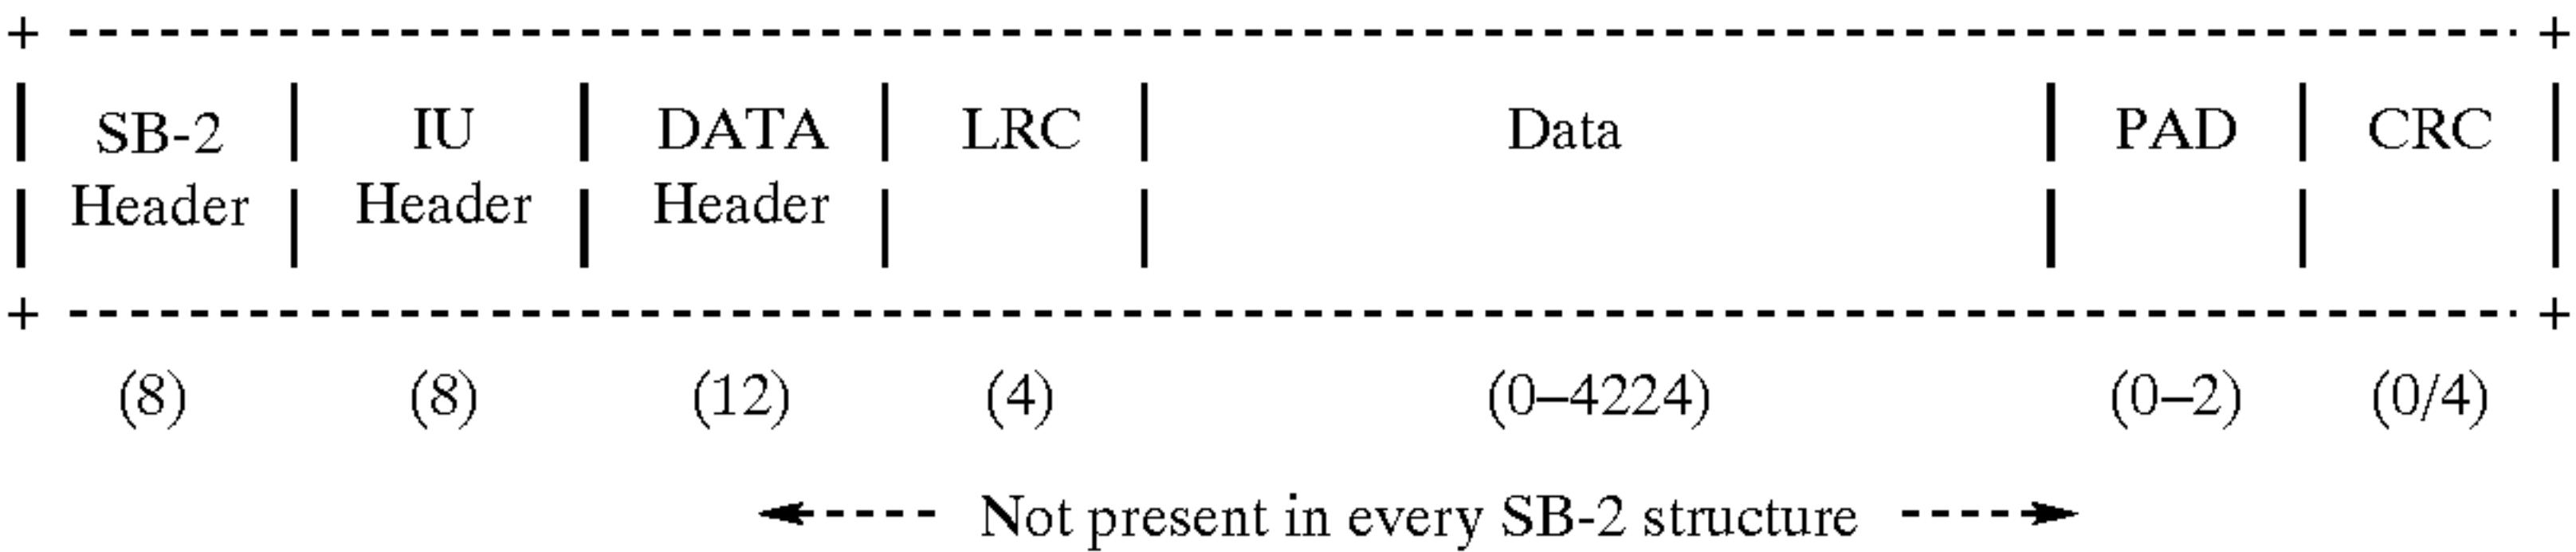 SB-2 IU DATA LRC Data PAD CRC
Header Header Header
(8) (8) (12) (4) (0–4224) (0–2) (0/4)
Not present in every SB-2 structure